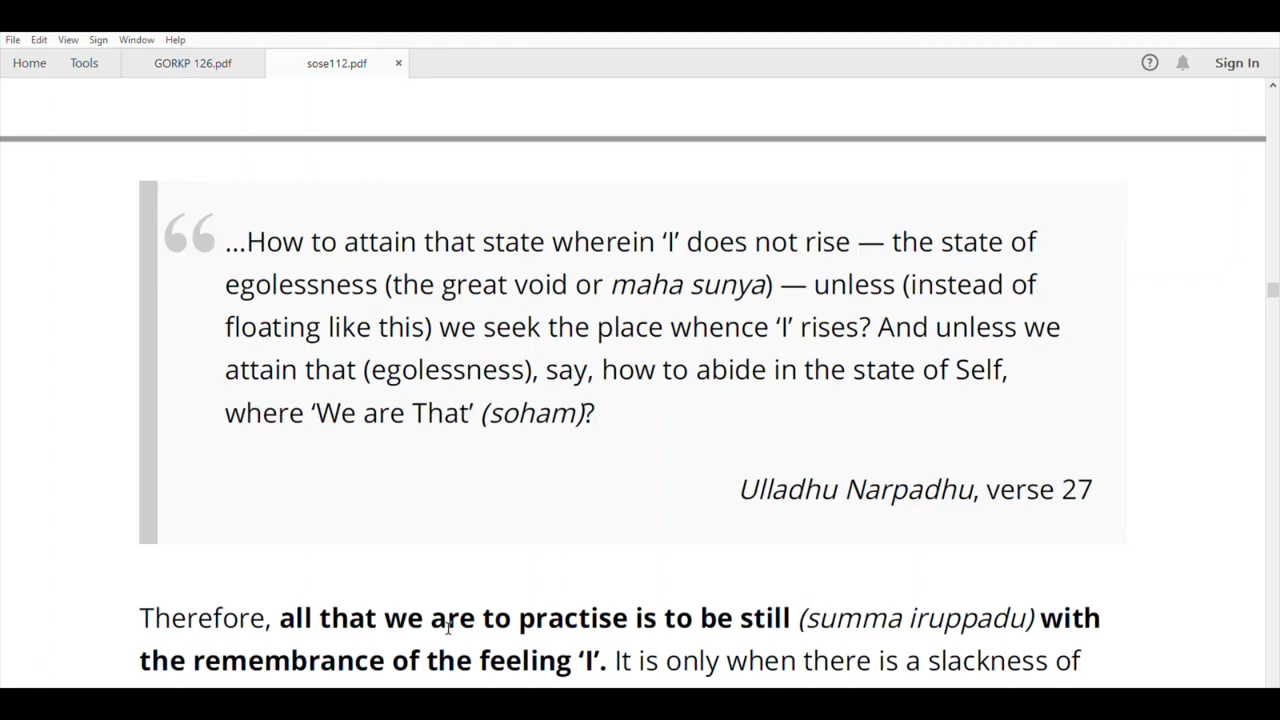 File Edit View Sign Window Help
Home Tools GORKP 126.pdf sose112.pdf × ? Sign In
“ ...How to attain that state wherein ‘I’ does not rise — the state of
egolessness (the great void or maha sunya) — unless (instead of
floating like this) we seek the place whence ‘I’ rises? And unless we
attain that (egolessness), say, how to abide in the state of Self,
where ‘We are That’ (soham)?
Ulladhu Narpadhu, verse 27
Therefore, all that we are to practise is to be still (summa iruppadu) with
the remembrance of the feeling ‘I’. It is only when there is a slackness of